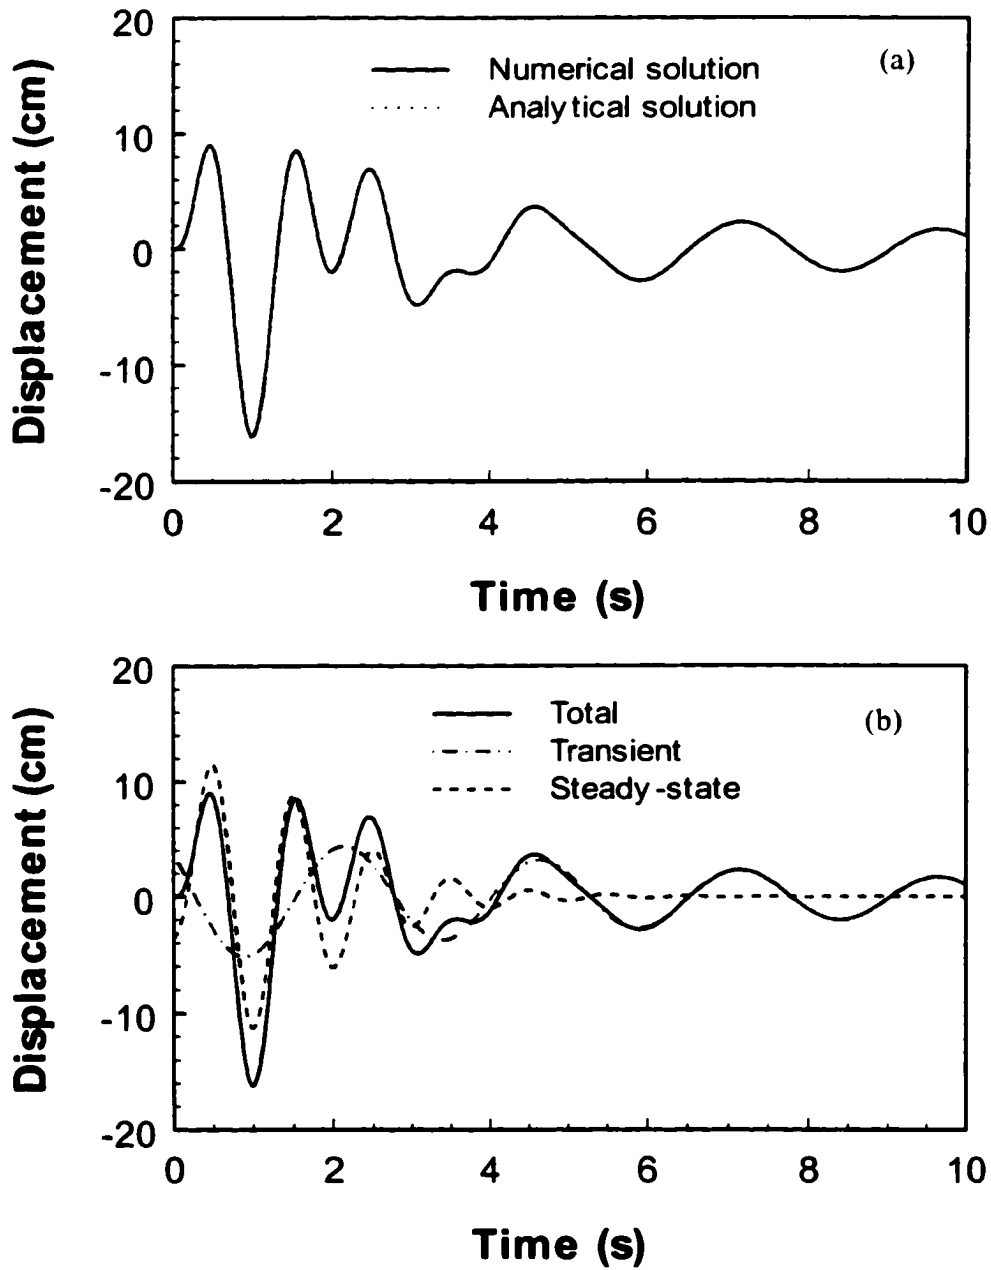 20
10
0
-10
-20
Displacement (cm)
Numerical solution
Analytical solution
(a)
0 2 4 6 8 10
Time (s)
20
10
0
-10
-20
Displacement (cm)
Total
Transient
Steady-state
(b)
0 2 4 6 8 10
Time (s)